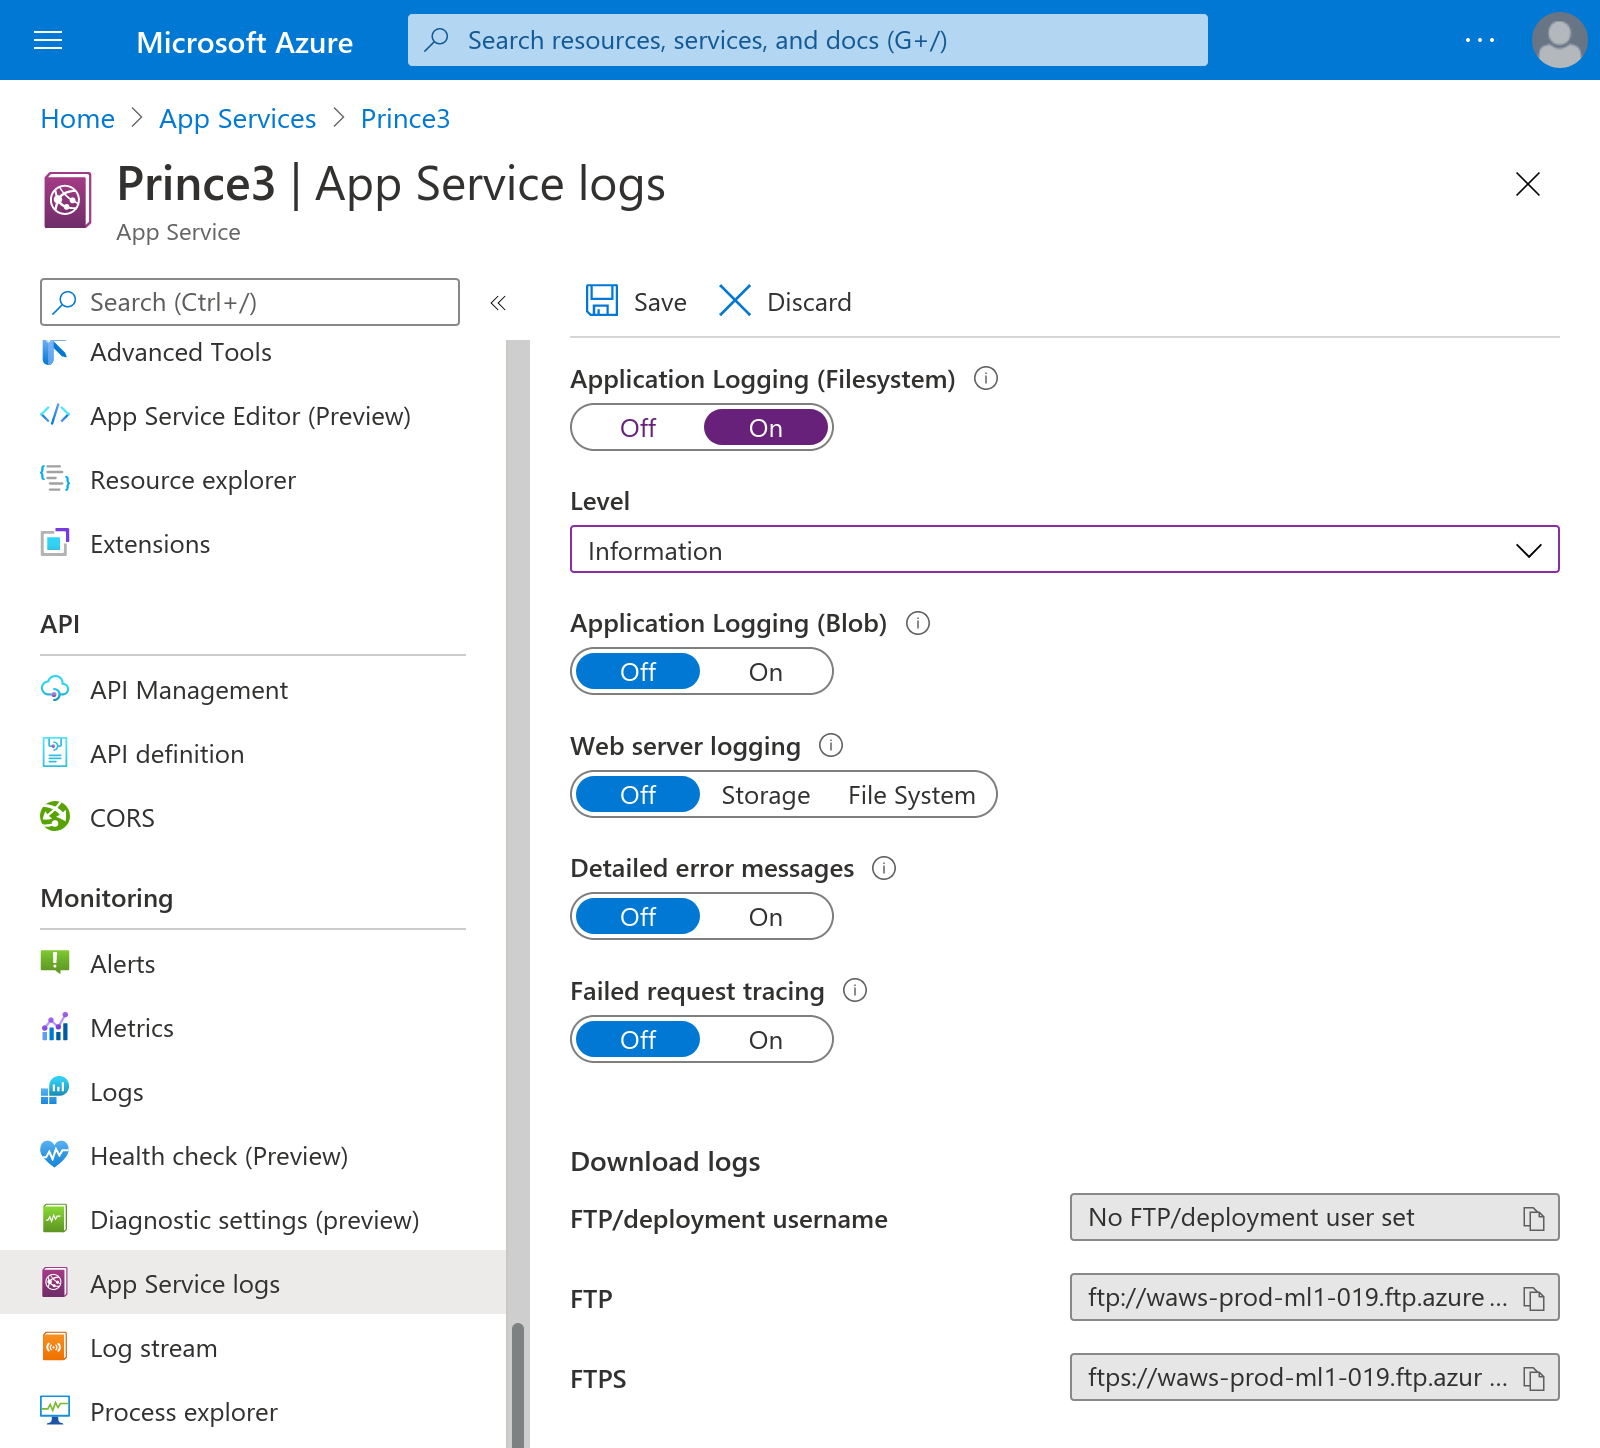 Microsoft Azure
Search resources, services, and docs (G+/)
Home > App Services > Prince3
Prince3 | App Service logs
App Service
Search (Ctrl+/)
Advanced Tools
App Service Editor (Preview)
Resource explorer
Extensions
API
API Management
API definition
CORS
Monitoring
Alerts
Metrics
Logs
Health check (Preview)
Diagnostic settings (preview)
App Service logs
Log stream
Process explorer
Save Discard
Application Logging (Filesystem)
Off On
Level
Information
Application Logging (Blob)
Off On
Web server logging
Off Storage File System
Detailed error messages
Off On
Failed request tracing
Off On
Download logs
FTP/deployment username No FTP/deployment user set
FTP ftp://waws-prod-ml1-019.ftp.azure ...
FTPS ftps://waws-prod-ml1-019.ftp.azur ...